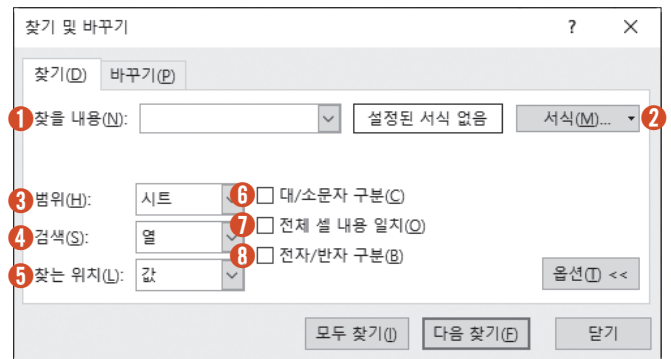 찾기 및 바꾸기 ? ×
찾기(D) 바꾸기(P)
1 찾을 내용(N): 설정된 서식 없음 서식(M)... 2
3 범위(H): 시트 6 대/소문자 구분(C)
4 검색(S): 열 7 전체 셀 내용 일치(O)
5 찾는 위치(L): 값 8 전자/반자 구분(B)
옵션(T) <<
모두 찾기(I) 다음 찾기(F) 닫기